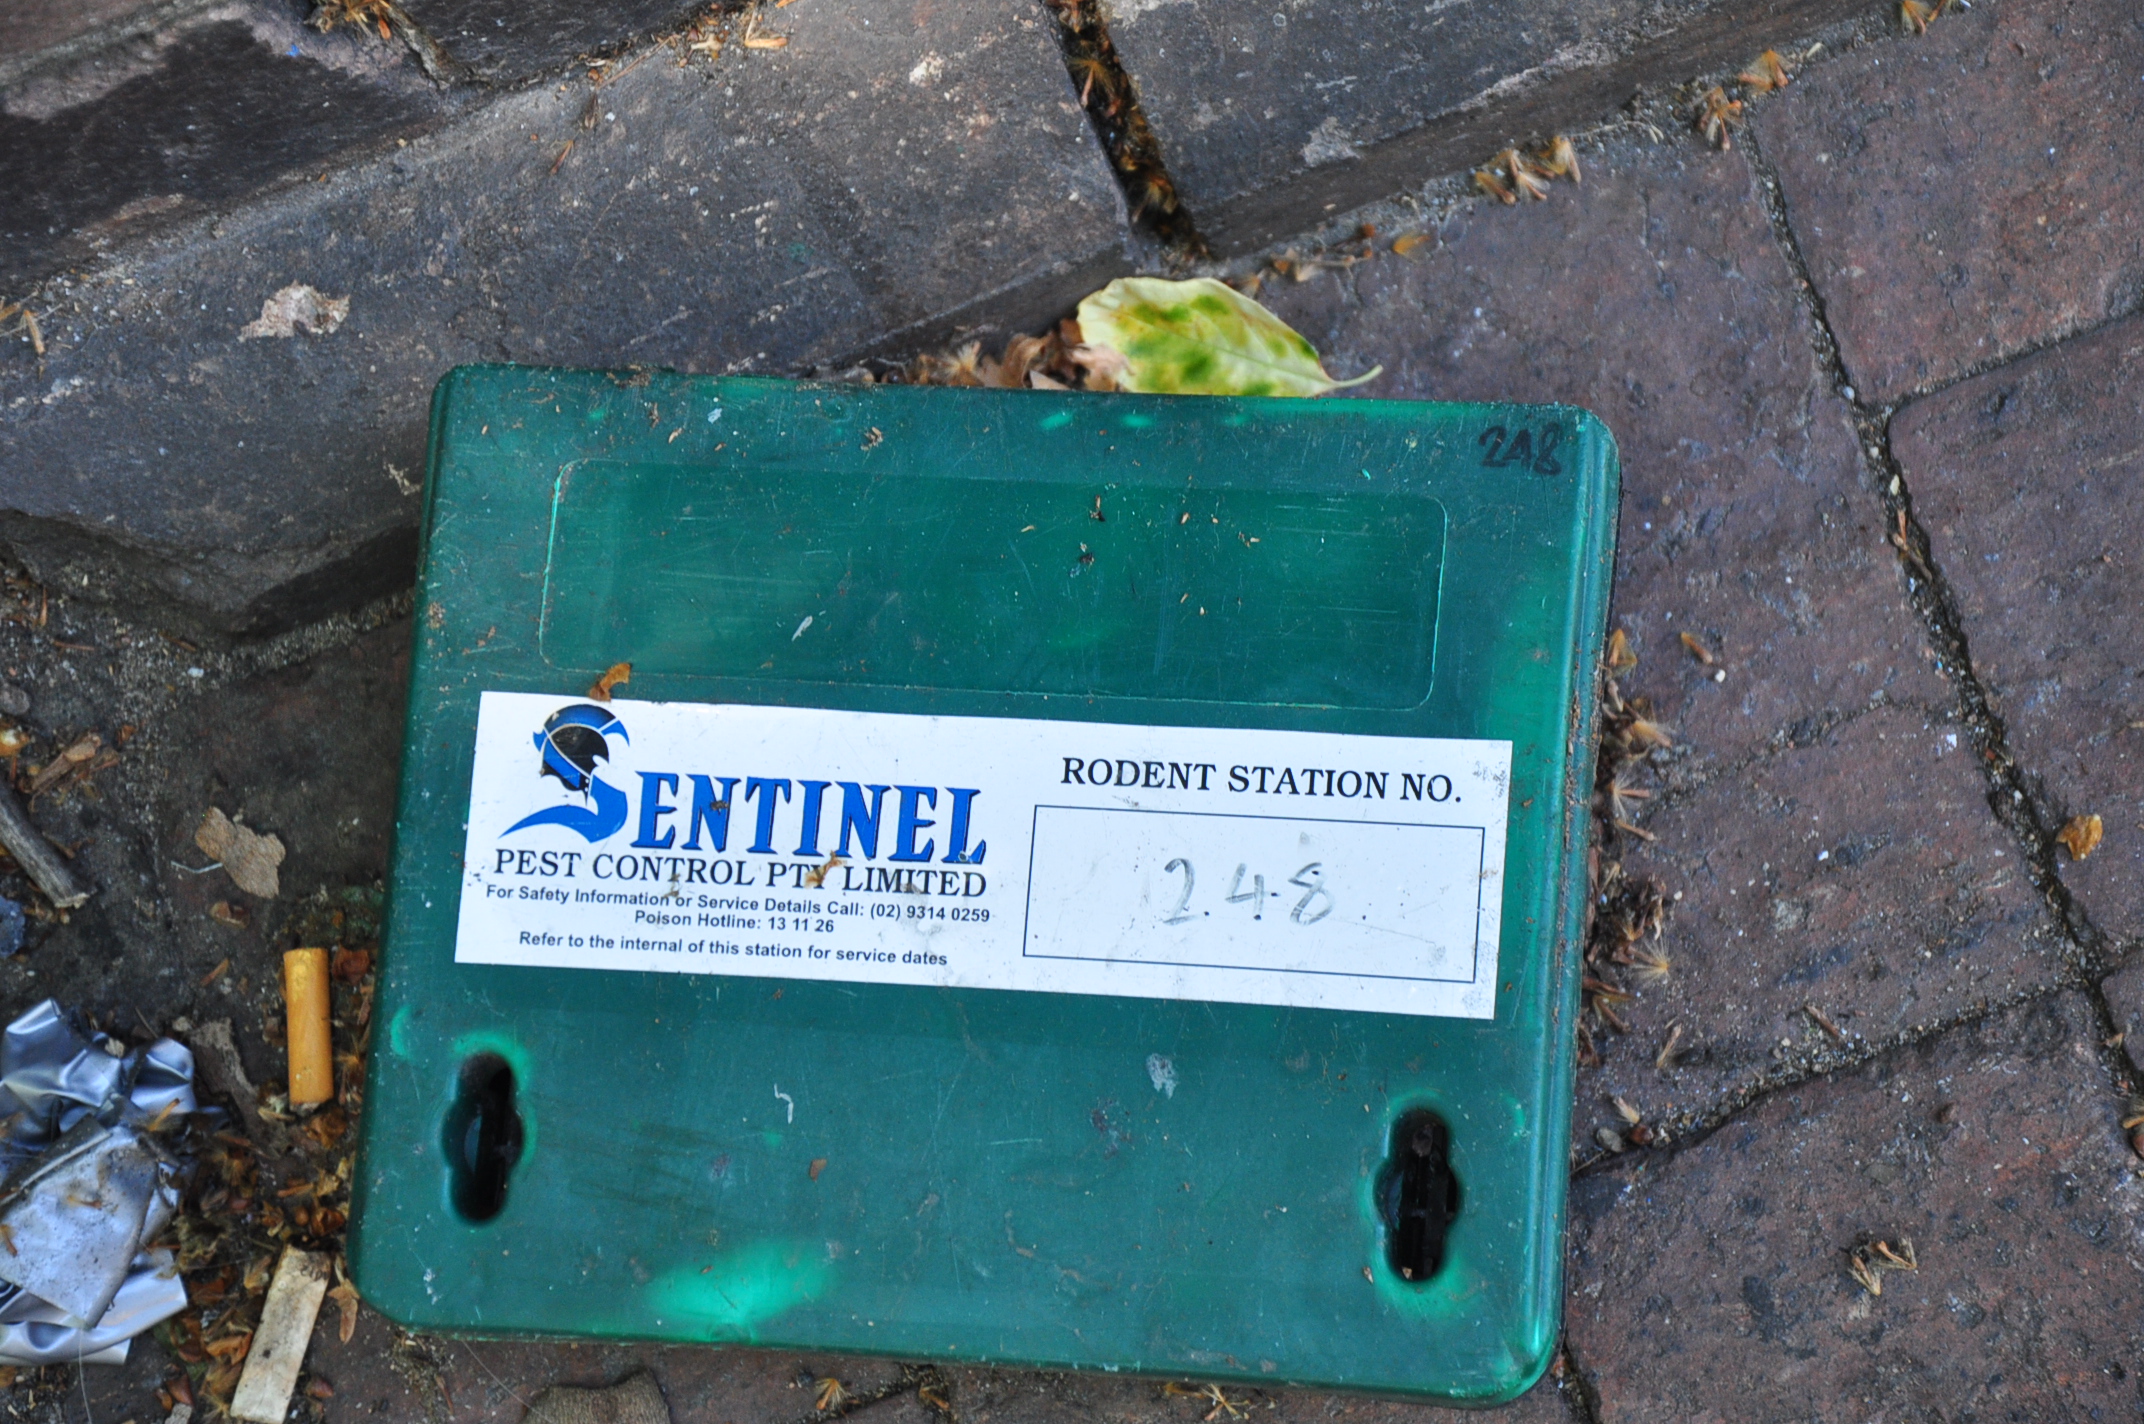 248
SENTINEL
PEST CONTROL PTY LIMITED
For Safety Information or Service Details Call: (02) 9314 0259
Poison Hotline: 13 11 26
Refer to the internal of this station for service dates
RODENT STATION NO.
248